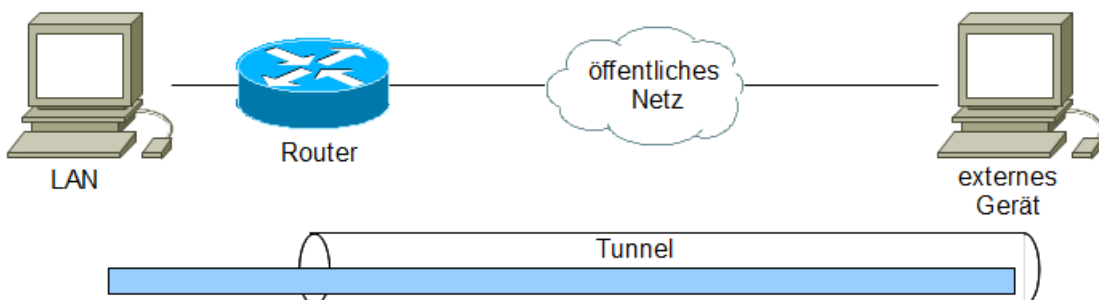 öffentliches
Netz
Router
LAN
externes
Gerät
Tunnel